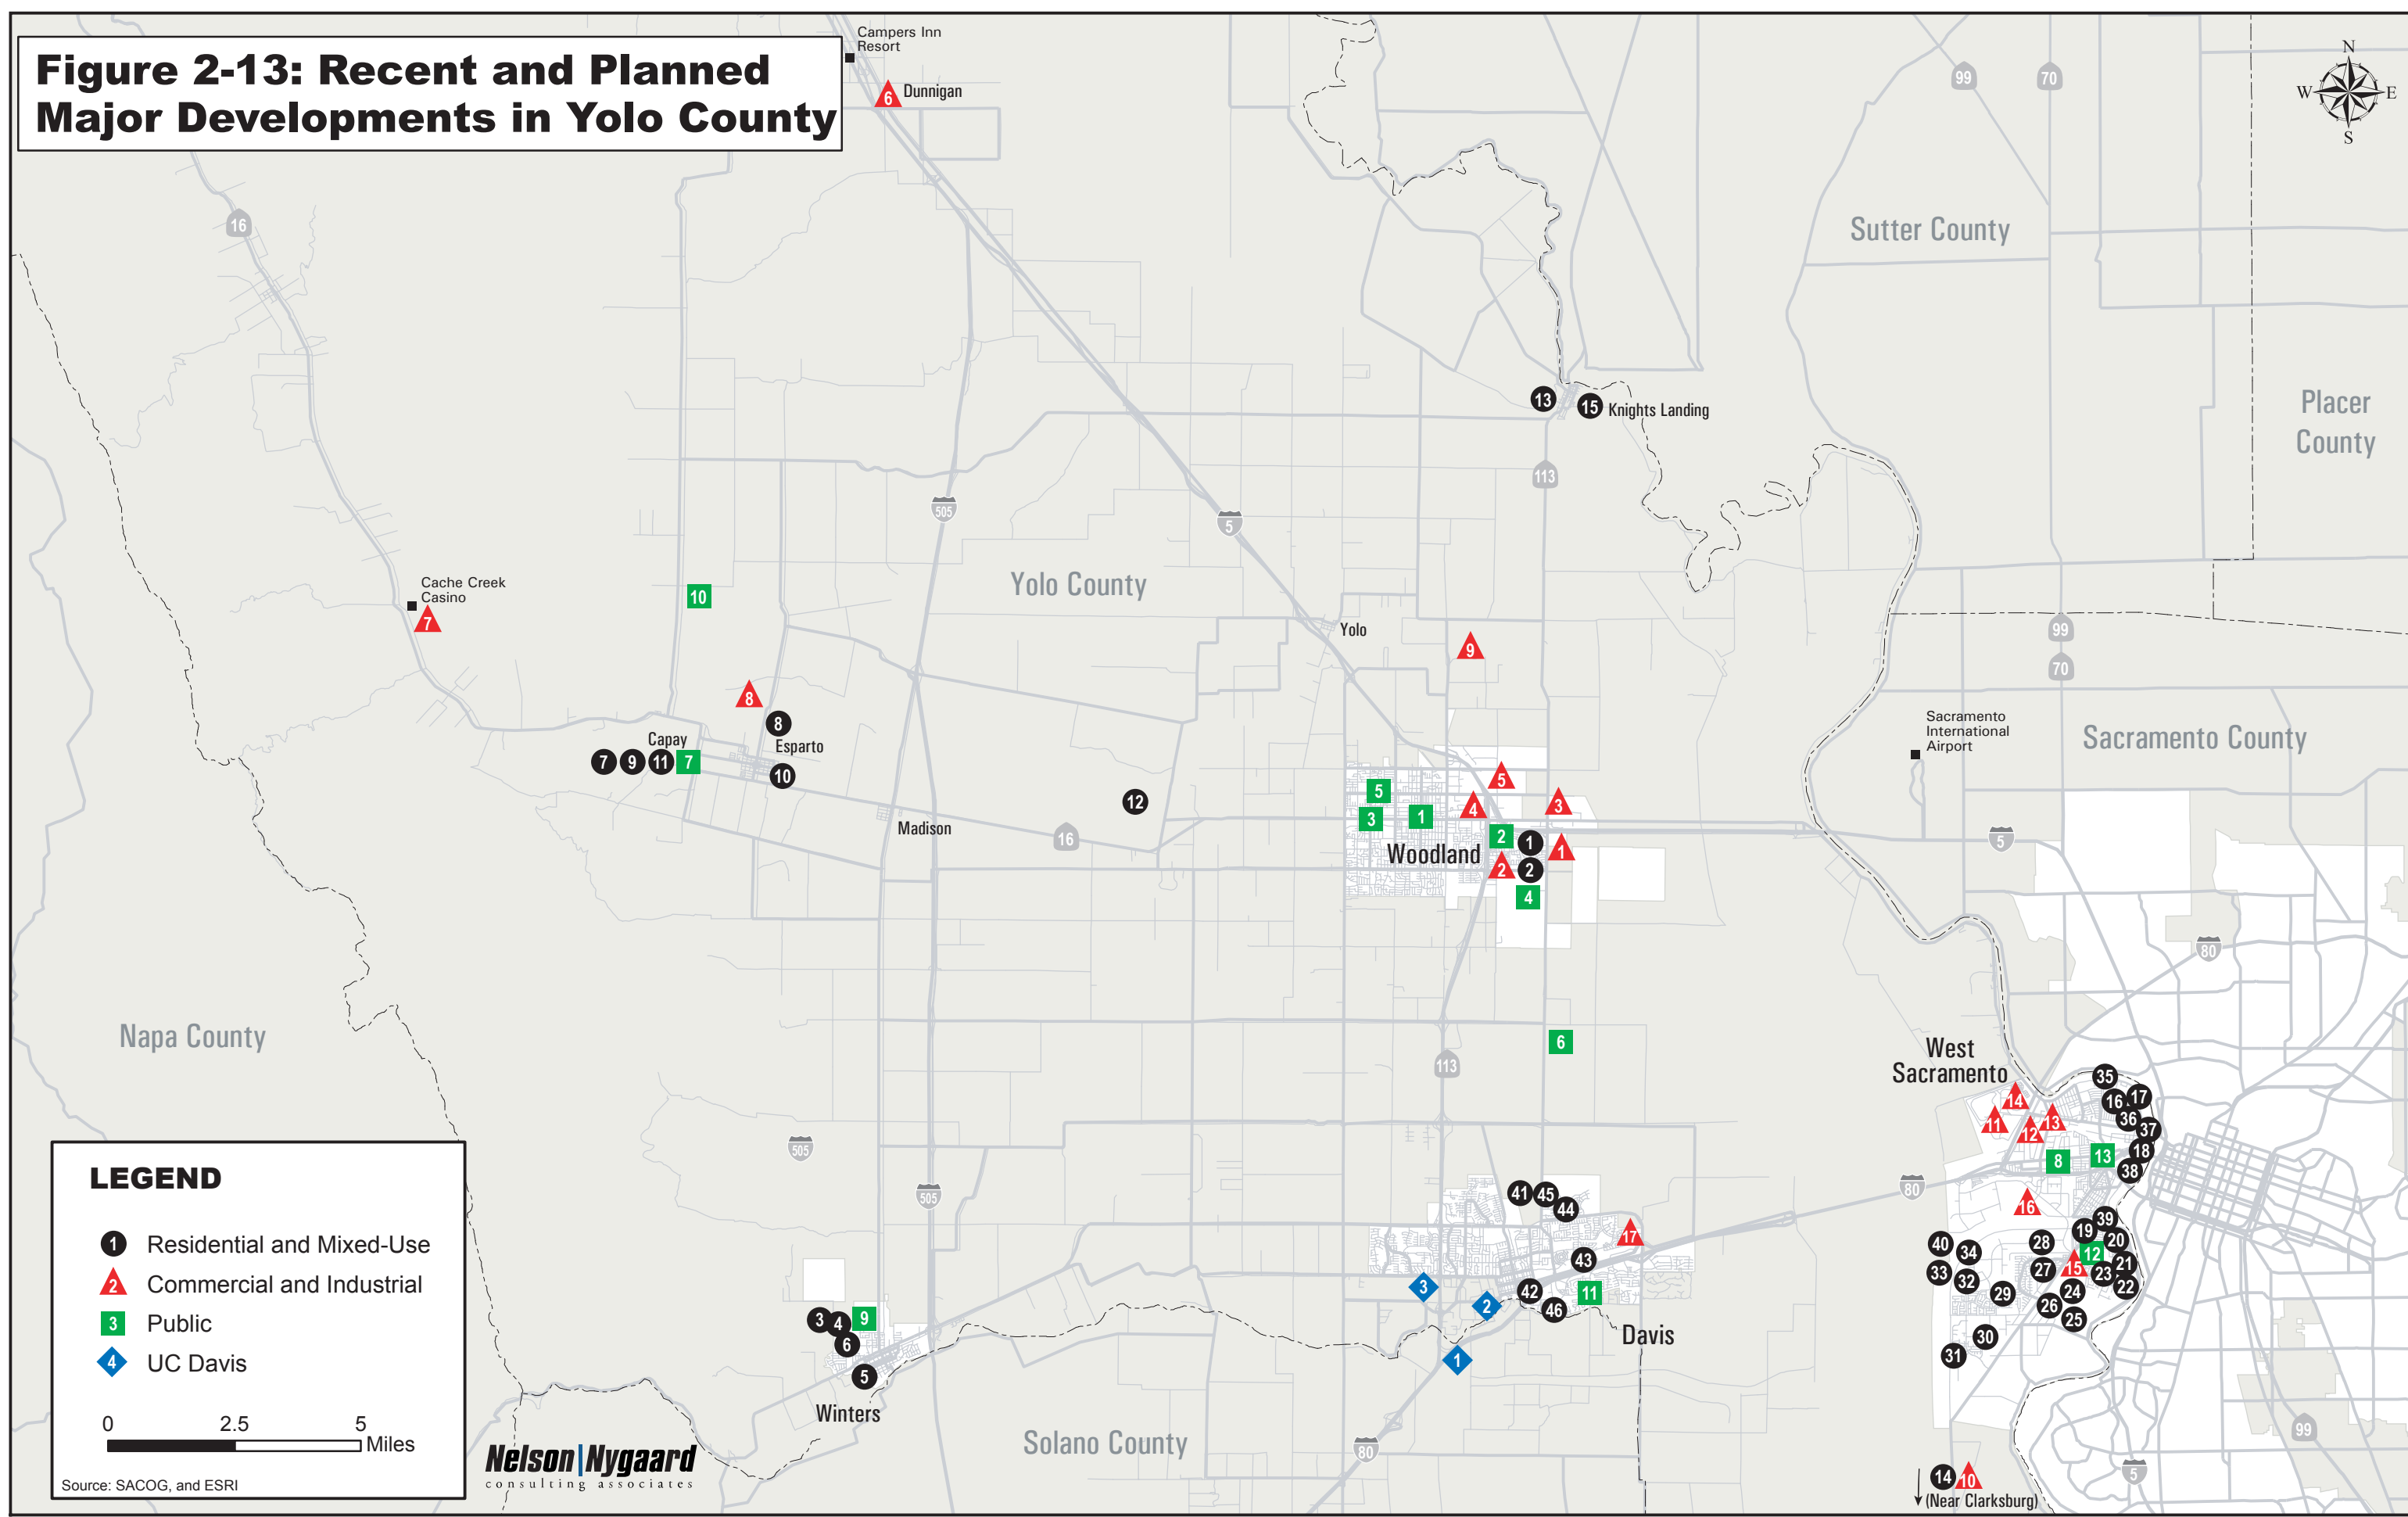 Figure 2-13: Recent and Planned
Major Developments in Yolo County
Campers Inn
Resort
6
Dunnigan
99
70
N
W
E
S
16
Sutter County
Placer
County
13
15
Knights Landing
113
505
5
Yolo County
Cache Creek
Casino
7
10
Yolo
9
99
70
8
8
Capay
Esparto
7
9
11
7
10
Sacramento
International
Airport
Sacramento County
12
Madison
16
5
5
4
3
3
1
2
1
1
Woodland
2
2
4
5
80
Napa County
6
113
West
Sacramento
35
14
16
17
11
12
13
36
37
8
13
18
38
505
505
80
41
45
44
16
17
39
19
20
40
34
28
12
43
33
32
27
15
23
21
22
3
2
42
11
46
29
24
26
25
Davis
1
30
31
3
4
9
6
5
Winters
Solano County
80
99
5
14
10
(Near Clarksburg)
LEGEND
1 Residential and Mixed-Use
2 Commercial and Industrial
3 Public
4 UC Davis
0 2.5 5
Miles
Source: SACOG, and ESRI
Nelson|Nygaard
consulting associates